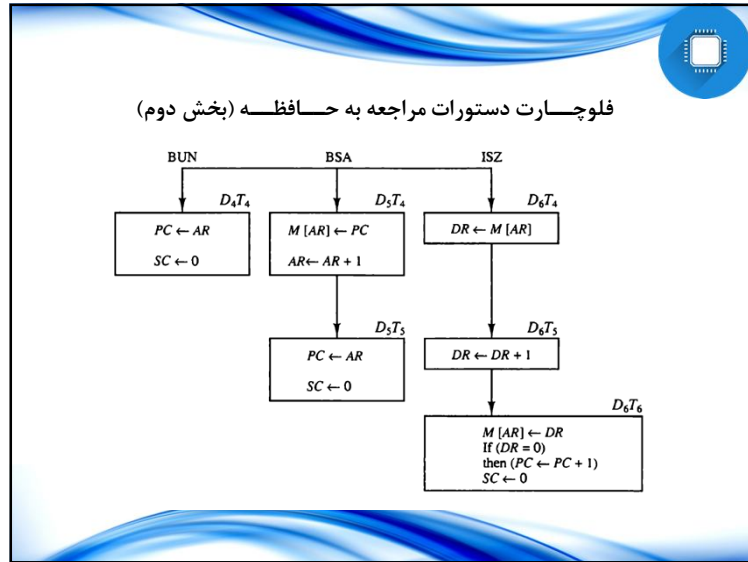 فلوچـــارت دستورات مراجعه به حـــافظـــه (بخش دوم)
BUN BSA ISZ
D₄T₄
PC ← AR
SC ← 0
D₅T₄
M [AR] ← PC
AR ← AR + 1
D₅T₅
PC ← AR
SC ← 0
D₆T₄
DR ← M [AR]
D₆T₅
DR ← DR + 1
D₆T₆
M [AR] ← DR
If (DR = 0)
then (PC ← PC + 1)
SC ← 0